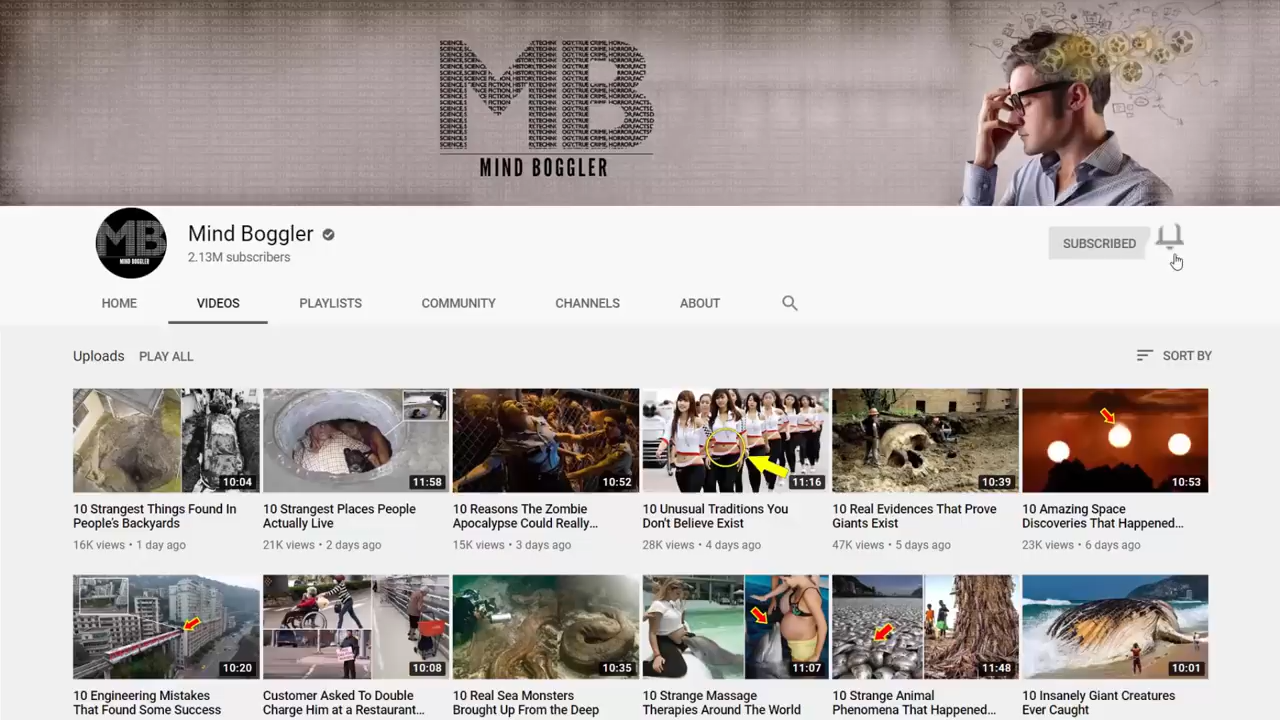 MB
MIND BOGGLER
MB
MIND BOGGLER
Mind Boggler
2.13M subscribers
SUBSCRIBED
HOME
VIDEOS
PLAYLISTS
COMMUNITY
CHANNELS
ABOUT
Uploads
PLAY ALL
SORT BY
10:04
11:58
10:52
11:16
10:39
10:53
10 Strangest Things Found In
People's Backyards
16K views • 1 day ago
10 Strangest Places People
Actually Live
21K views • 2 days ago
10 Reasons The Zombie
Apocalypse Could Really...
15K views • 3 days ago
10 Unusual Traditions You
Don't Believe Exist
28K views • 4 days ago
10 Real Evidences That Prove
Giants Exist
47K views • 5 days ago
10 Amazing Space
Discoveries That Happened...
23K views • 6 days ago
10:20
10:08
10:35
11:07
11:48
10:01
10 Engineering Mistakes
That Found Some Success
Customer Asked To Double
Charge Him at a Restaurant...
10 Real Sea Monsters
Brought Up From the Deep
10 Strange Massage
Therapies Around The World
10 Strange Animal
Phenomena That Happened...
10 Insanely Giant Creatures
Ever Caught